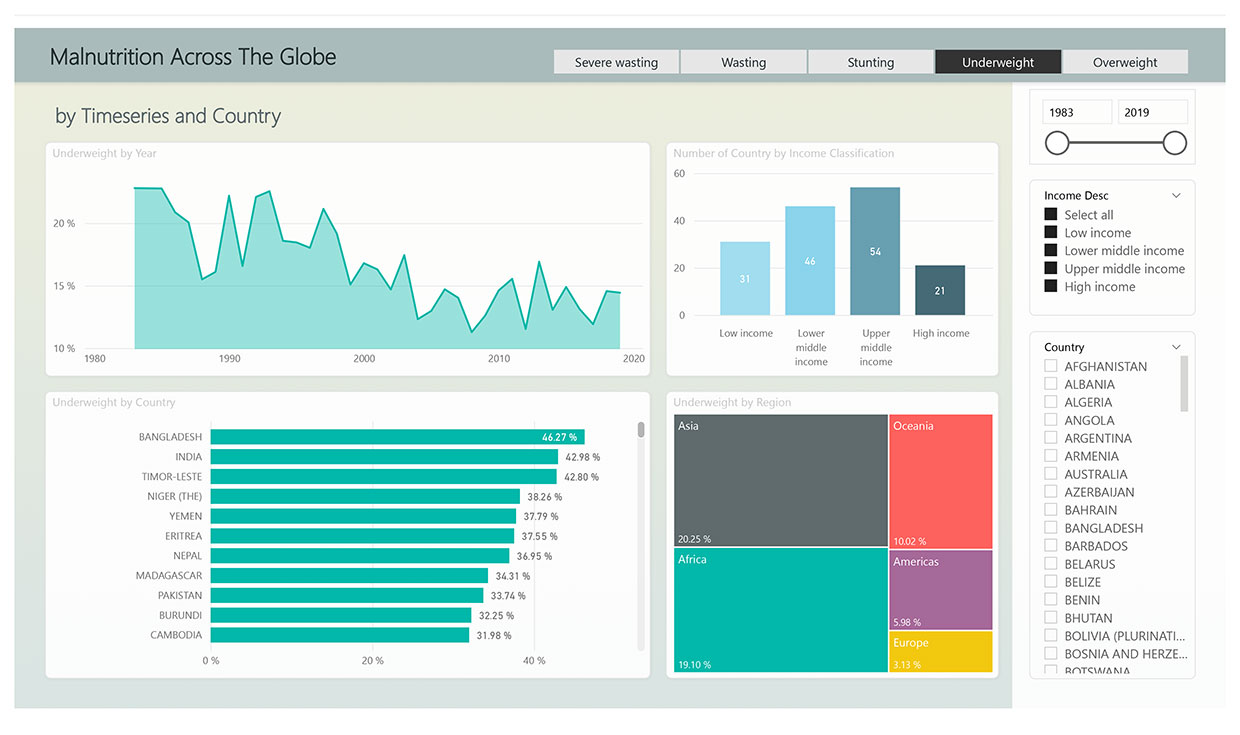 Malnutrition Across The Globe
Severe wasting
Wasting
Stunting
Underweight
Overweight
by Timeseries and Country
Underweight by Year
20 %
15 %
10 %
1980
1990
2000
2010
2020
Number of Country by Income Classification
60
40
20
0
31
46
54
21
Low income
Lower
middle
income
Upper
middle
income
High income
Underweight by Country
BANGLADESH
46.27 %
INDIA
42.98 %
TIMOR-LESTE
42.80 %
NIGER (THE)
38.26 %
YEMEN
37.79 %
ERITREA
37.55 %
NEPAL
36.95 %
MADAGASCAR
34.31 %
PAKISTAN
33.74 %
BURUNDI
32.25 %
CAMBODIA
31.98 %
0 %
20 %
40 %
Underweight by Region
Asia
20.25 %
Africa
19.10 %
Oceania
10.02 %
Americas
5.98 %
Europe
3.13 %
1983
2019
Income Desc
Select all
Low income
Lower middle income
Upper middle income
High income
Country
AFGHANISTAN
ALBANIA
ALGERIA
ANGOLA
ARGENTINA
ARMENIA
AUSTRALIA
AZERBAIJAN
BAHRAIN
BANGLADESH
BARBADOS
BELARUS
BELIZE
BENIN
BHUTAN
BOLIVIA (PLURINATI...
BOSNIA AND HERZE...
BOTSWANA